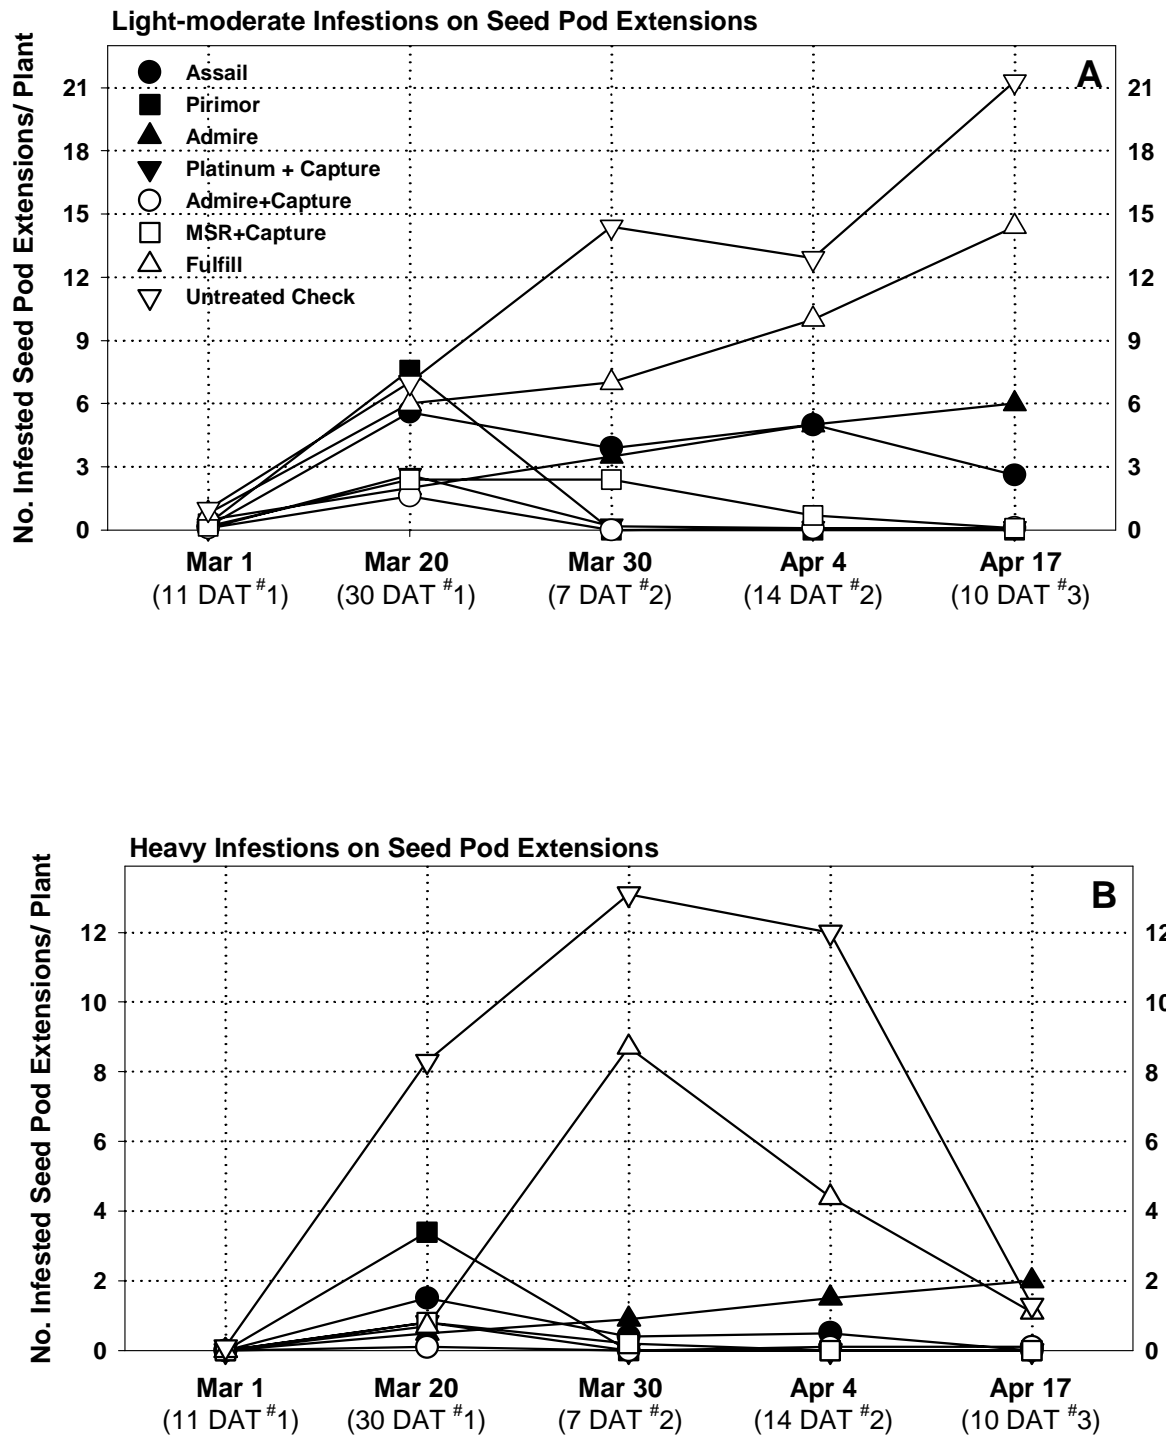 Light-moderate Infestions on Seed Pod Extensions
No. Infested Seed Pod Extensions/ Plant
A
Assail
Pirimor
Admire
Platinum + Capture
Admire+Capture
MSR+Capture
Fulfill
Untreated Check
21 21
18 18
15 15
12 12
9 9
6 6
3 3
0 0
Mar 1 Mar 20 Mar 30 Apr 4 Apr 17
(11 DAT #1) (30 DAT #1) (7 DAT #2) (14 DAT #2) (10 DAT #3)
Heavy Infestions on Seed Pod Extensions
No. Infested Seed Pod Extensions/ Plant
B
12 12
10 10
8 8
6 6
4 4
2 2
0 0
Mar 1 Mar 20 Mar 30 Apr 4 Apr 17
(11 DAT #1) (30 DAT #1) (7 DAT #2) (14 DAT #2) (10 DAT #3)